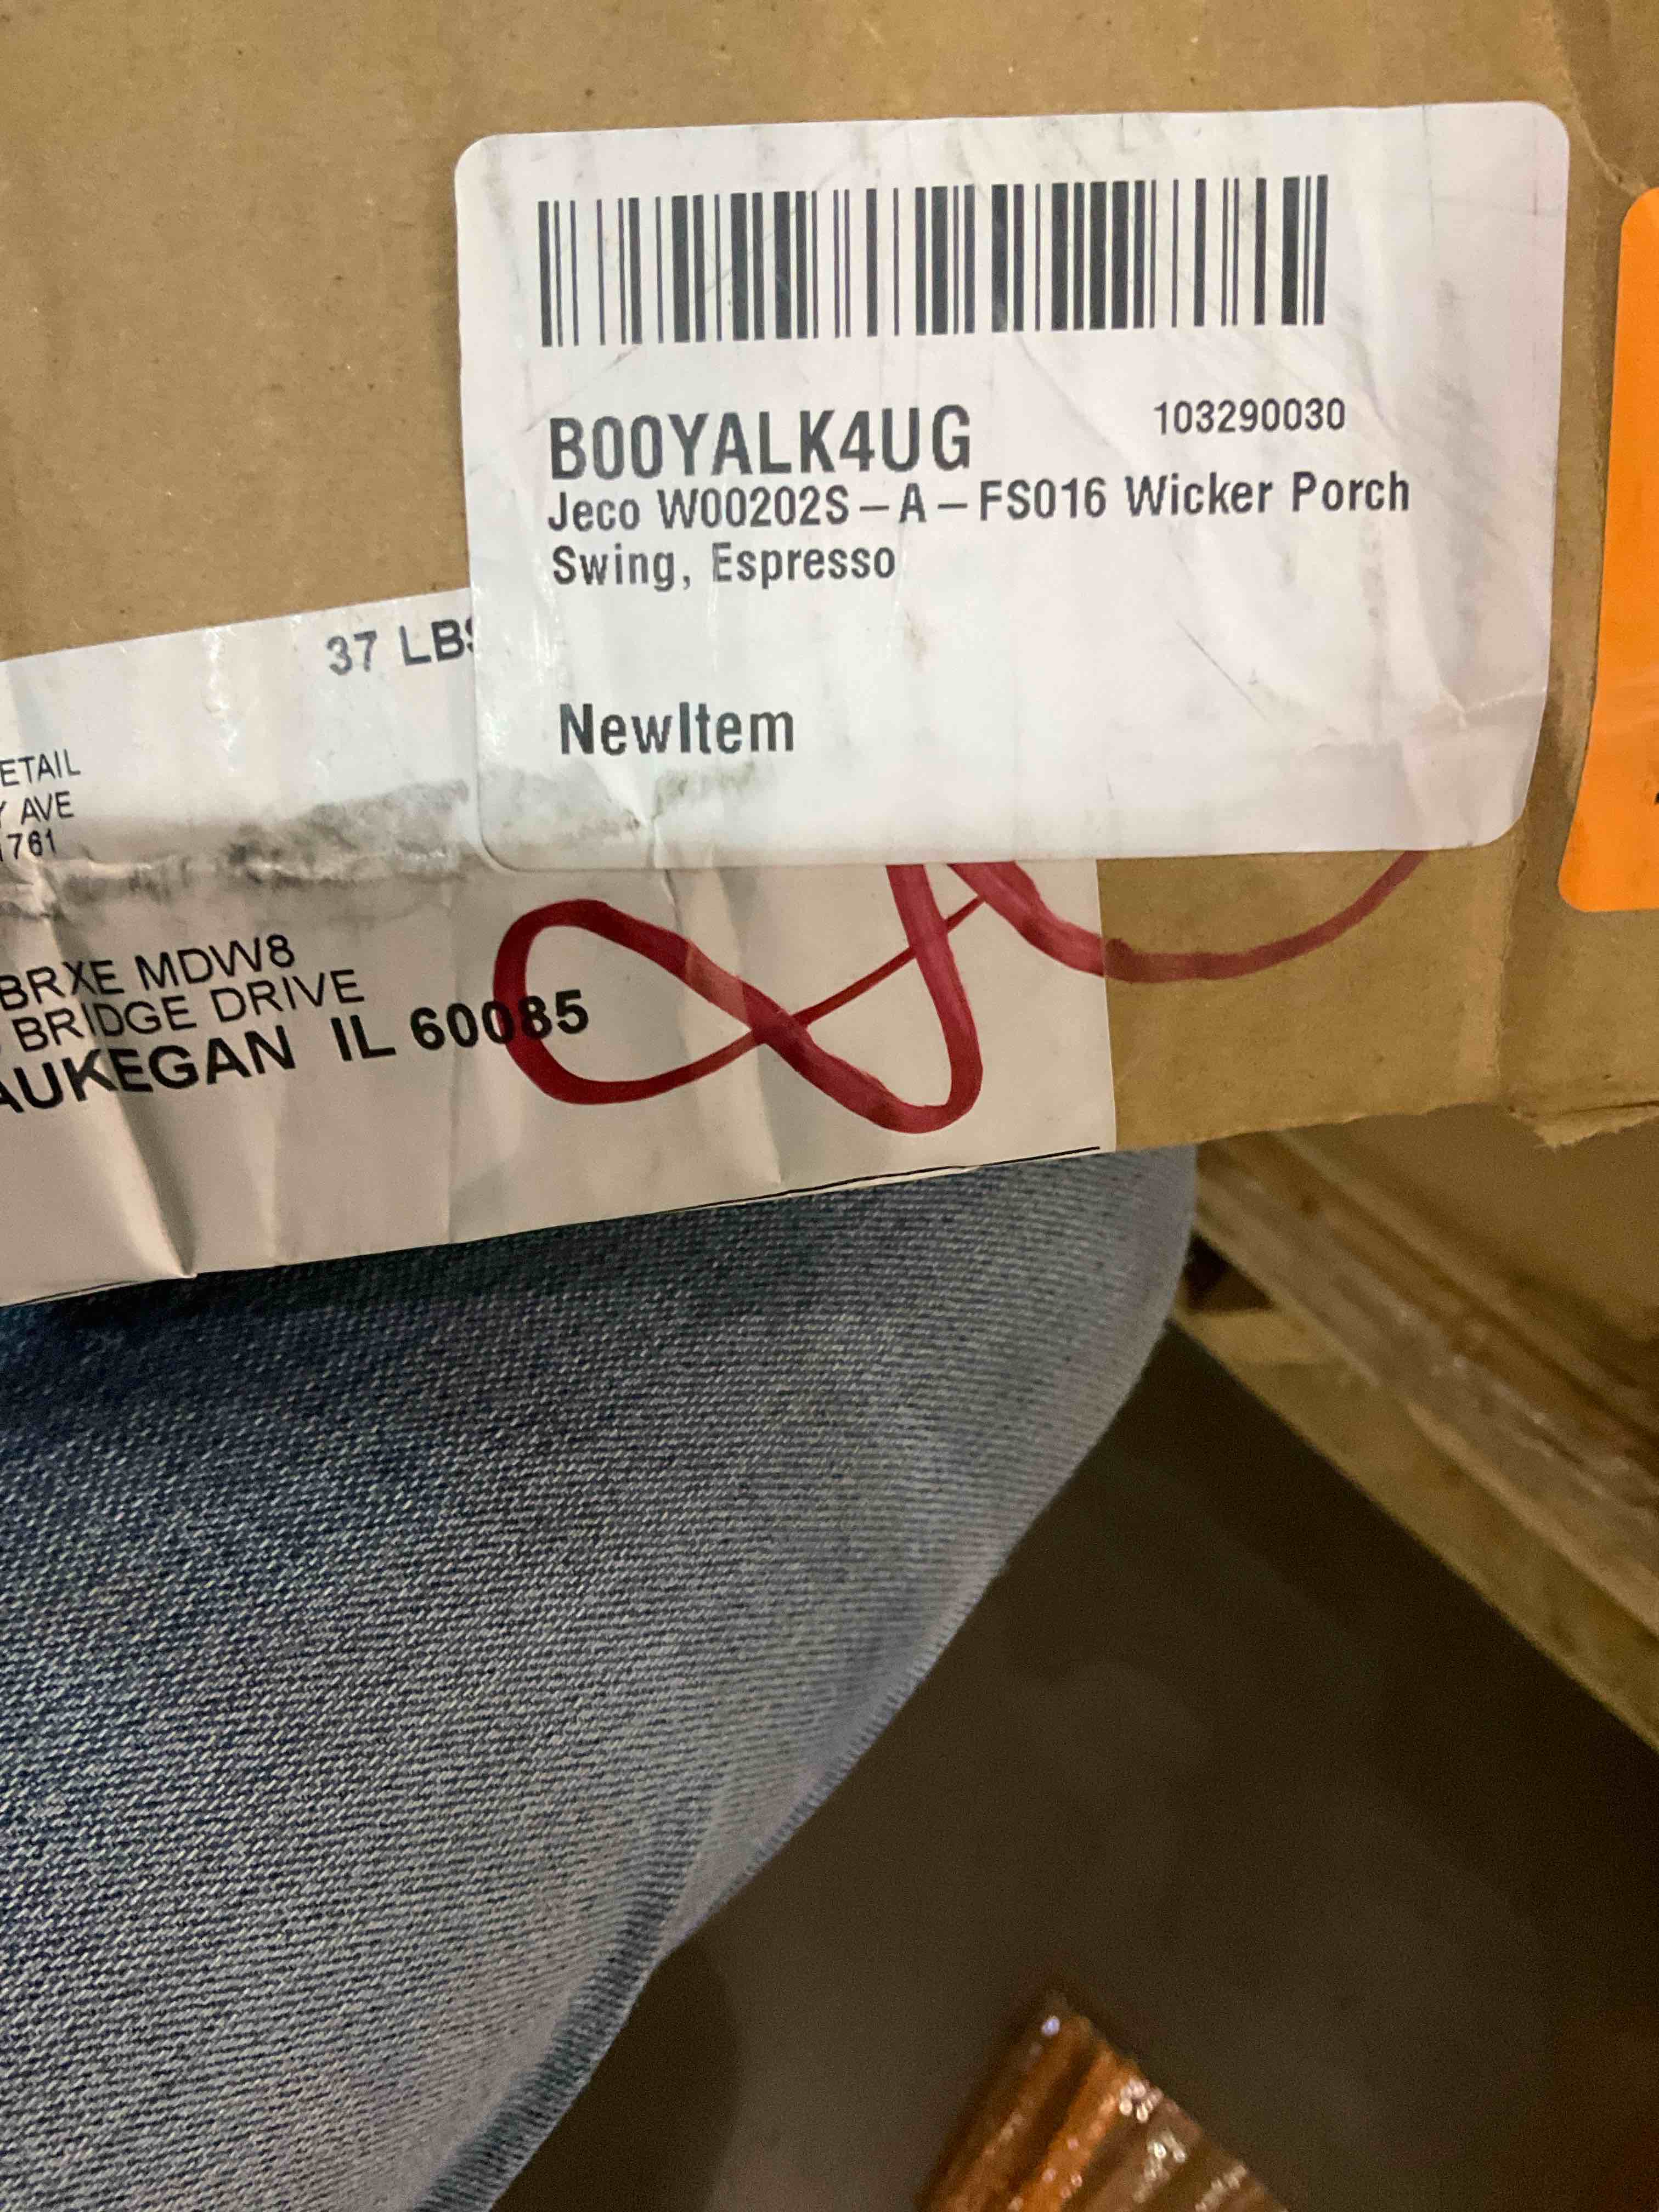 B00YALK4UG
103290030
Jeco W00202S-A-FS016 Wicker Porch
Swing, Espresso
NewItem
37 LBS
ETAIL
Y AVE
1761
BRXE MDW8
BRIDGE DRIVE
AUKEGAN IL 60085